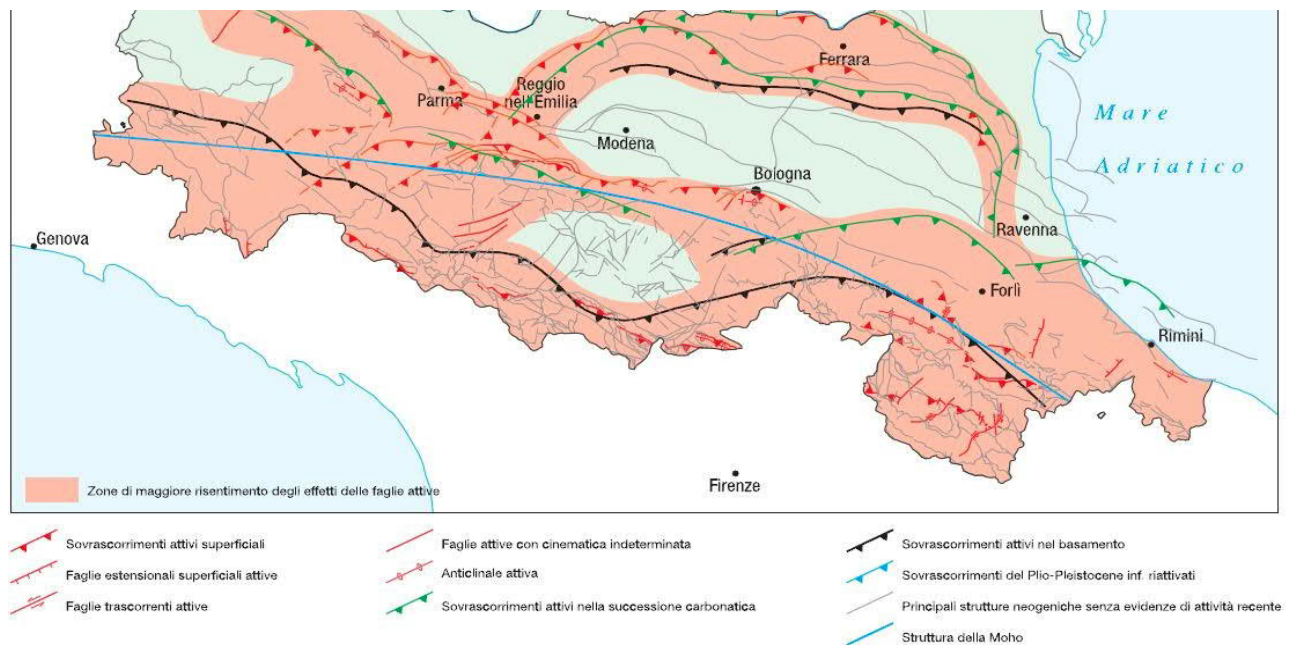 Ferrara
Parma
Reggio
nell'Emilia
Mare
Adriatico
Modena
Bologna
Ravenna
Genova
Forlì
Rimini
Zone di maggiore risentimento degli effetti delle faglie attive
Firenze
Sovrascorrimenti attivi superficiali
Faglie estensionali superficiali attive
Faglie trascorrenti attive
Faglie attive con cinematica indeterminata
Anticlinale attiva
Sovrascorrimenti attivi nella successione carbonatica
Sovrascorrimenti attivi nel basamento
Sovrascorrimenti del Plio-Pleistocene inf. riattivati
Principali strutture neogeniche senza evidenze di attività recente
Struttura della Moho